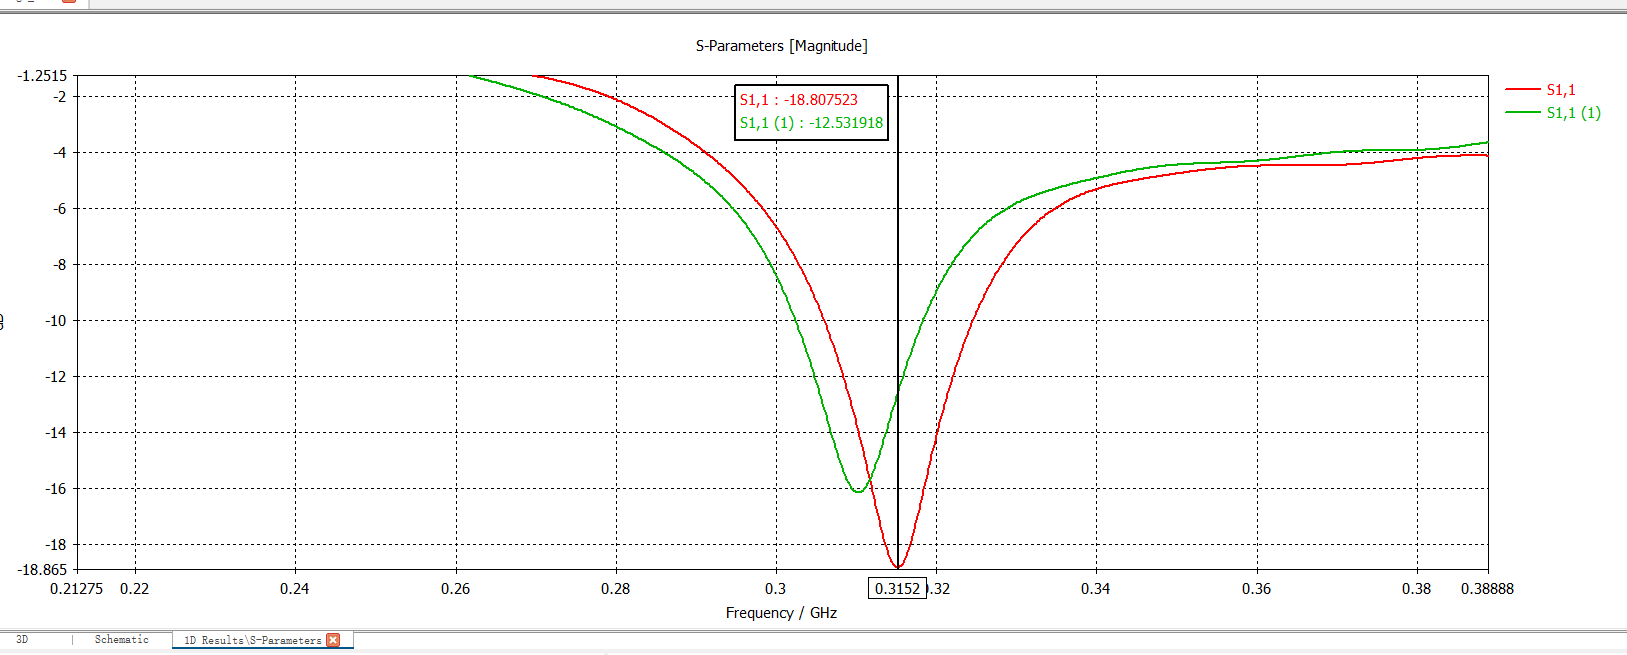 S-Parameters [Magnitude]
-1.2515
-2
-4
-6
-8
-10
-12
-14
-16
-18
-18.865
S1,1 : -18.807523
S1,1 (1) : -12.531918
S1,1
S1,1 (1)
0.21275 0.22 0.24 0.26 0.28 0.3 0.3152 0.32 0.34 0.36 0.38 0.38888
Frequency / GHz
3D Schematic 1D Results\S-Parameters